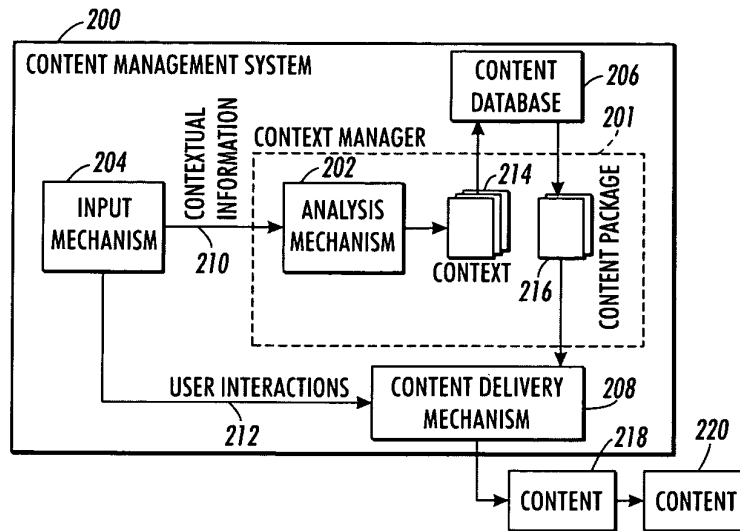 200
CONTENT MANAGEMENT SYSTEM
CONTENT
DATABASE
206
201
CONTEXT MANAGER
CONTEXTUAL
INFORMATION
204
INPUT
MECHANISM
210
202
ANALYSIS
MECHANISM
214
CONTEXT
216
CONTENT PACKAGE
USER INTERACTIONS
212
CONTENT DELIVERY
MECHANISM
208
218
CONTENT
220
CONTENT